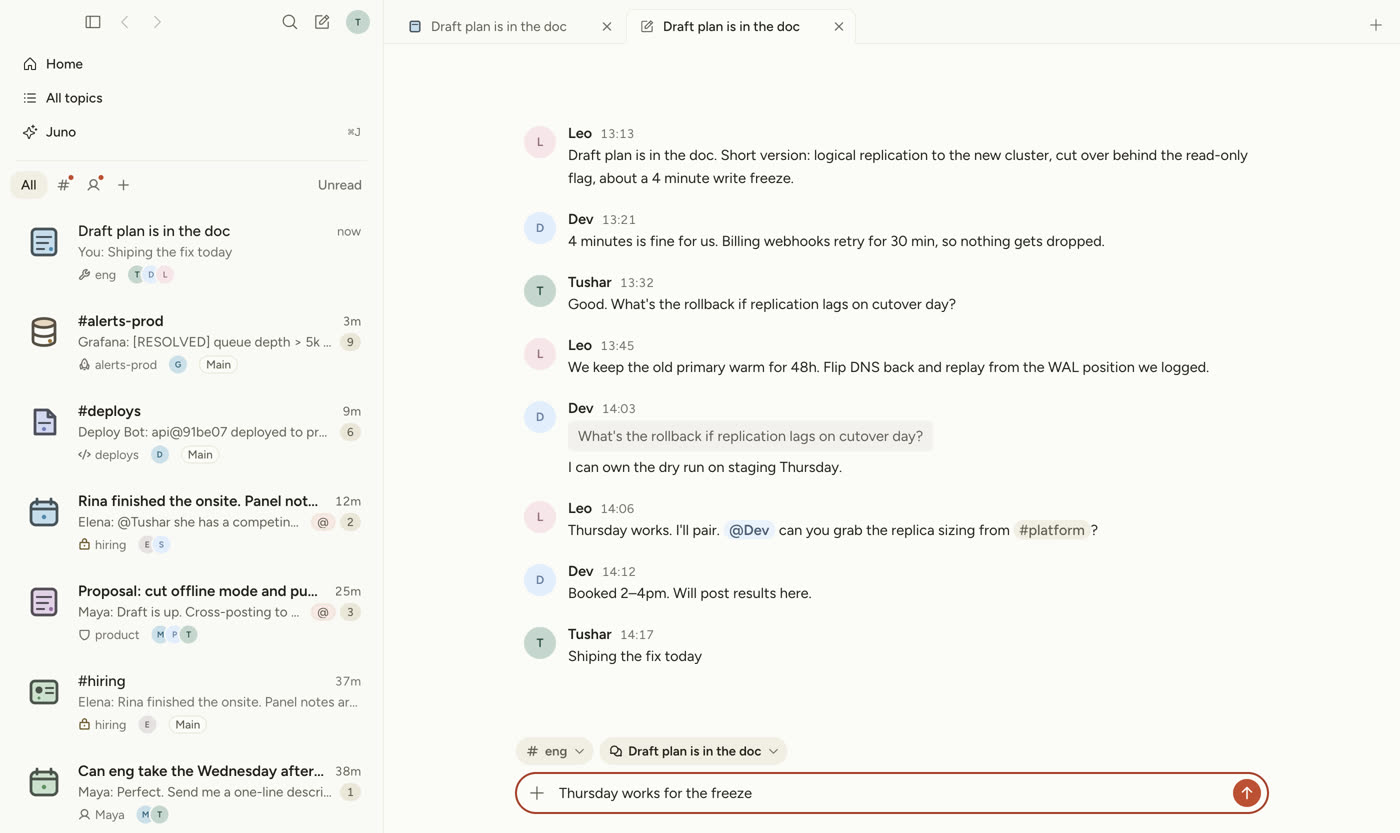 T
Home
All topics
Juno
⌘J
All
Unread
Draft plan is in the doc
now
You: Shiping the fix today
eng
T D L
#alerts-prod
3m
Grafana: [RESOLVED] queue depth > 5k ...
9
alerts-prod
G
Main
#deploys
9m
Deploy Bot: api@91be07 deployed to pr...
6
deploys
D
Main
Rina finished the onsite. Panel not...
12m
Elena: @Tushar she has a competin...
@
2
hiring
E S
Proposal: cut offline mode and pu...
25m
Maya: Draft is up. Cross-posting to ...
@
3
product
M P T
#hiring
37m
Elena: Rina finished the onsite. Panel notes ar...
hiring
E
Main
Can eng take the Wednesday after...
38m
Maya: Perfect. Send me a one-line descri...
1
Maya
M T
Draft plan is in the doc
Draft plan is in the doc
L
Leo 13:13
Draft plan is in the doc. Short version: logical replication to the new cluster, cut over behind the read-only
flag, about a 4 minute write freeze.
D
Dev 13:21
4 minutes is fine for us. Billing webhooks retry for 30 min, so nothing gets dropped.
T
Tushar 13:32
Good. What's the rollback if replication lags on cutover day?
L
Leo 13:45
We keep the old primary warm for 48h. Flip DNS back and replay from the WAL position we logged.
D
Dev 14:03
What's the rollback if replication lags on cutover day?
I can own the dry run on staging Thursday.
L
Leo 14:06
Thursday works. I'll pair. @Dev can you grab the replica sizing from #platform ?
D
Dev 14:12
Booked 2–4pm. Will post results here.
T
Tushar 14:17
Shiping the fix today
# eng
Draft plan is in the doc
Thursday works for the freeze